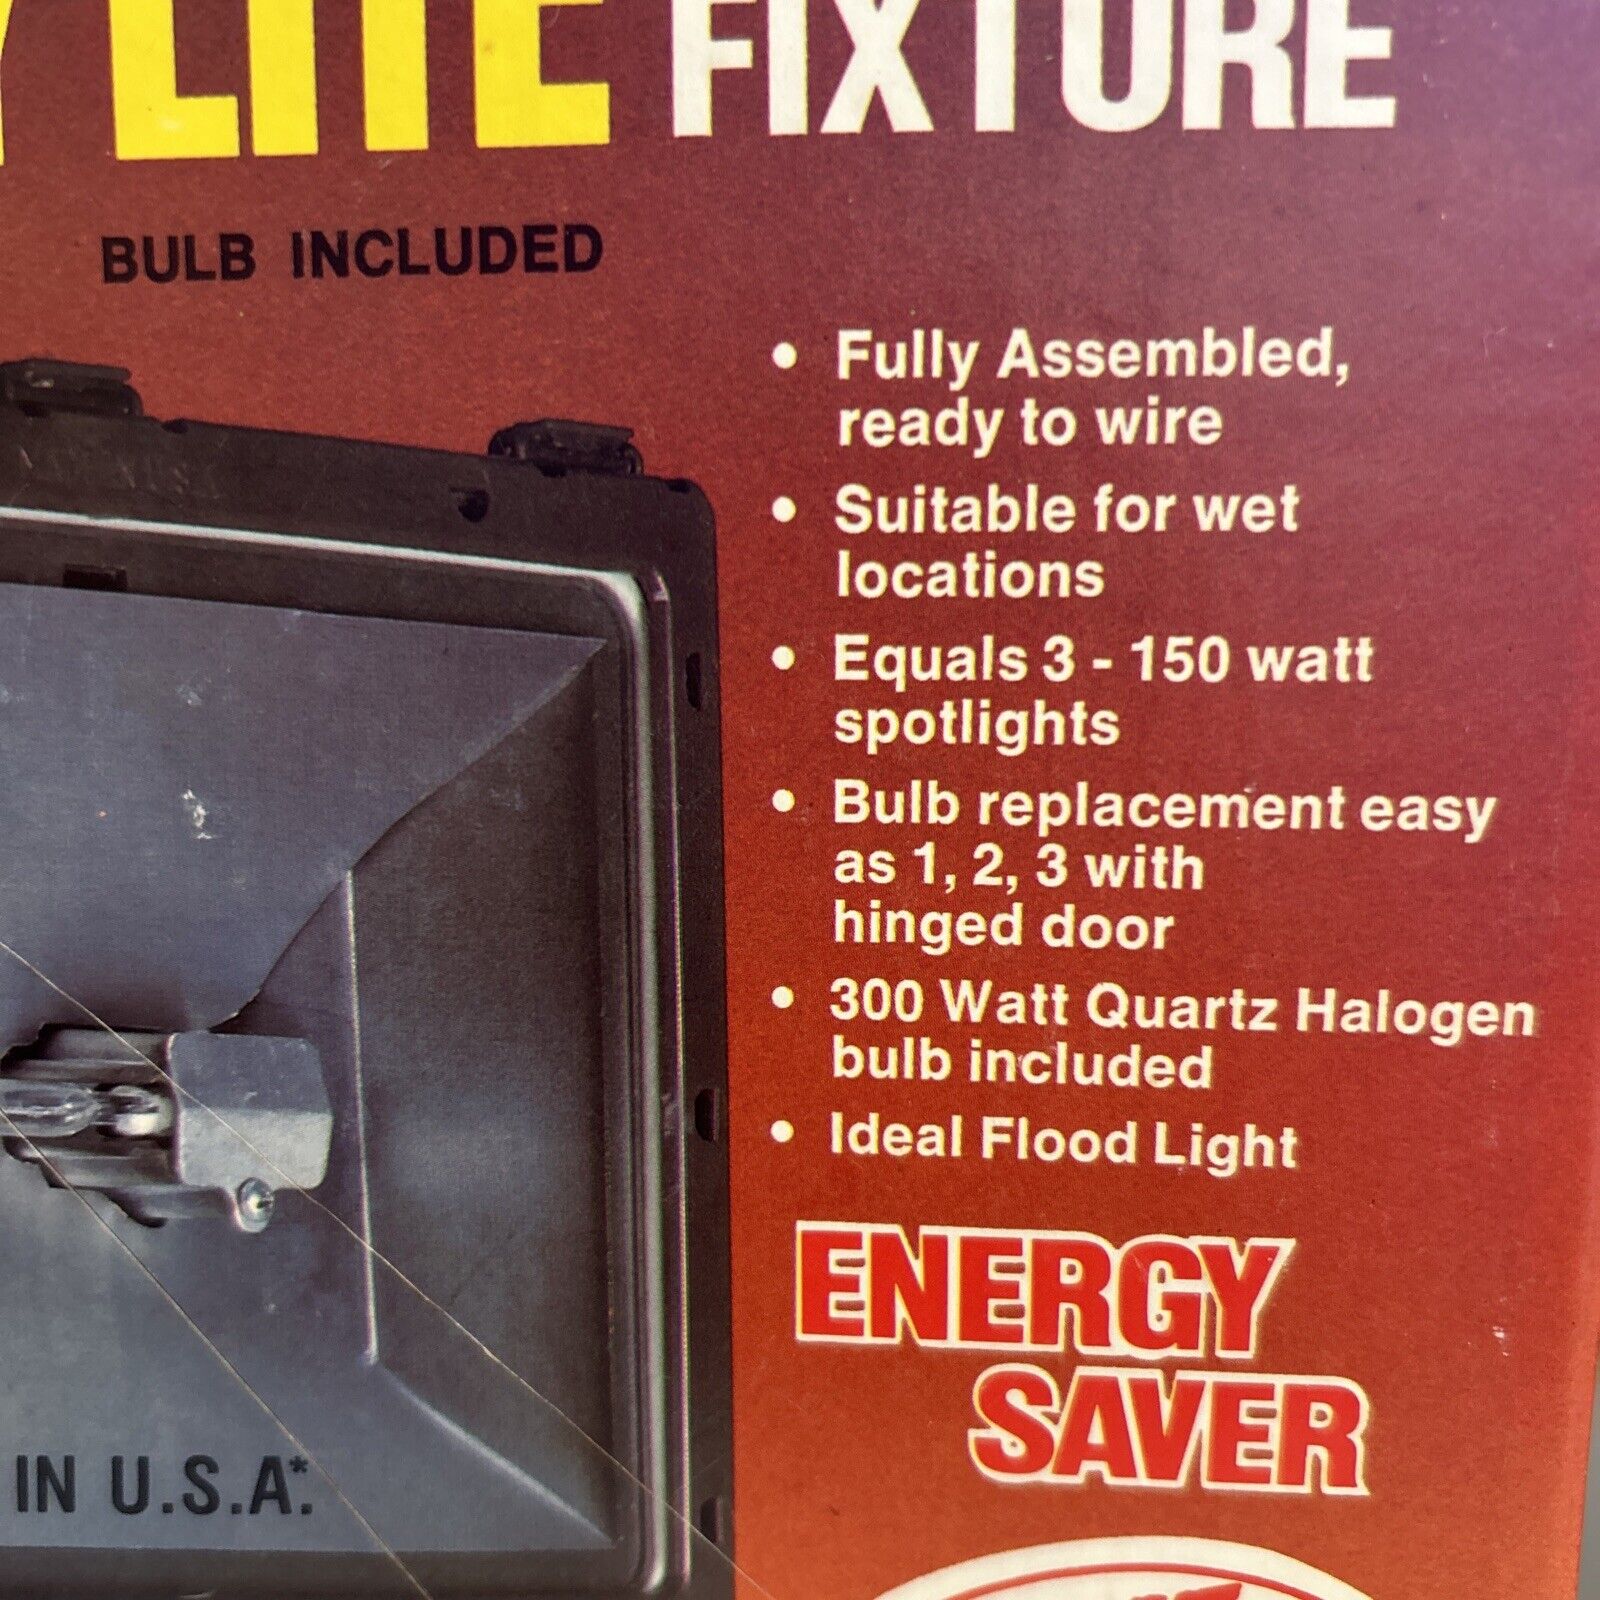 LITE FIXTURE
BULB INCLUDED
• Fully Assembled,
ready to wire
• Suitable for wet
locations
• Equals 3 - 150 watt
spotlights
• Bulb replacement easy
as 1, 2, 3 with
hinged door
• 300 Watt Quartz Halogen
bulb included
• Ideal Flood Light
ENERGY
SAVER
IN U.S.A.*